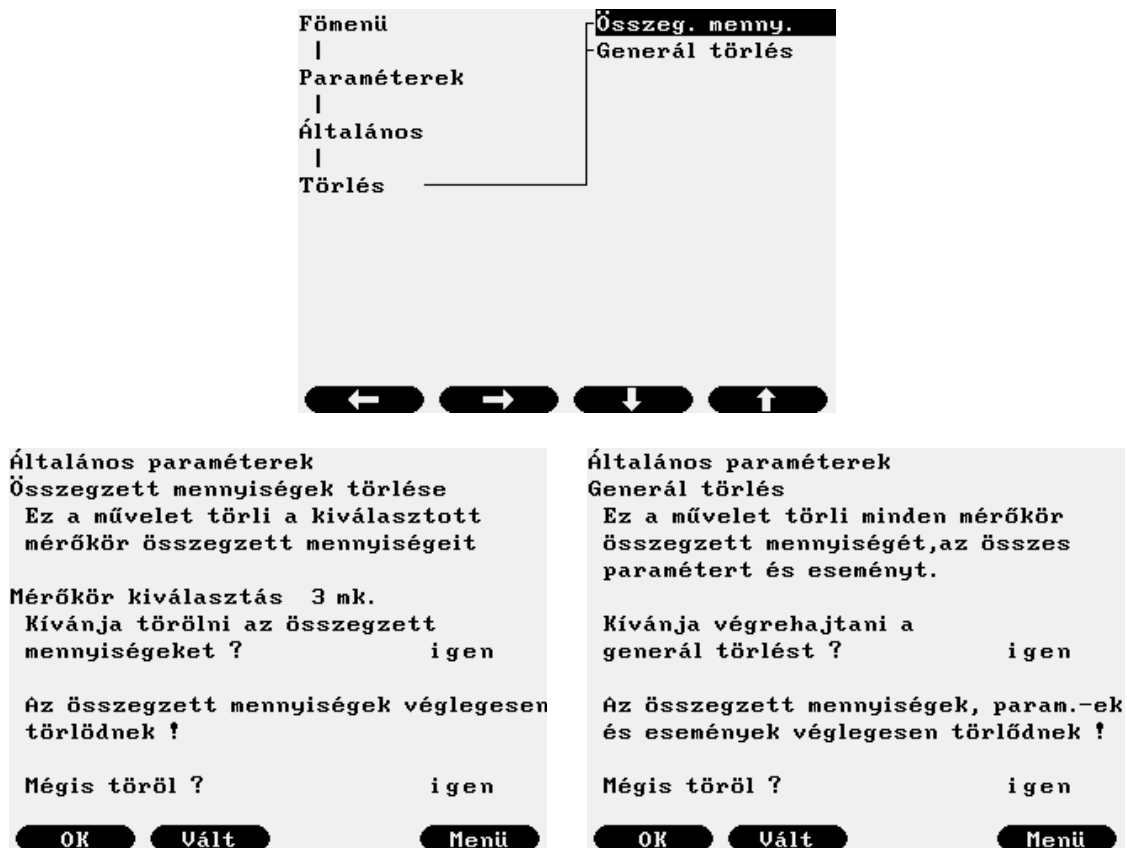 Fömenü
Paraméterek
Általános
Törlés
Összeg. menny.
Generál törlés
Általános paraméterek
Összegzett mennyiségek törlése
Ez a művelet törli a kiválasztott
mérőkör összegzett mennyiségeit
Mérőkör kiválasztás 3 mk.
Kívánja törölni az összegzett
mennyiségeket ? igen
Az összegzett mennyiségek véglegesen
törlödnek !
Mégis töröl ? igen
OK Vált Menü
Általános paraméterek
Generál törlés
Ez a művelet törli minden mérőkör
összegzett mennyiségét,az összes
paramétert és eseményt.
Kívánja végrehajtani a
generál törlést ? igen
Az összegzett mennyiségek, param.-ek
és események véglegesen törlődnek !
Mégis töröl ? igen
OK Vált Menü